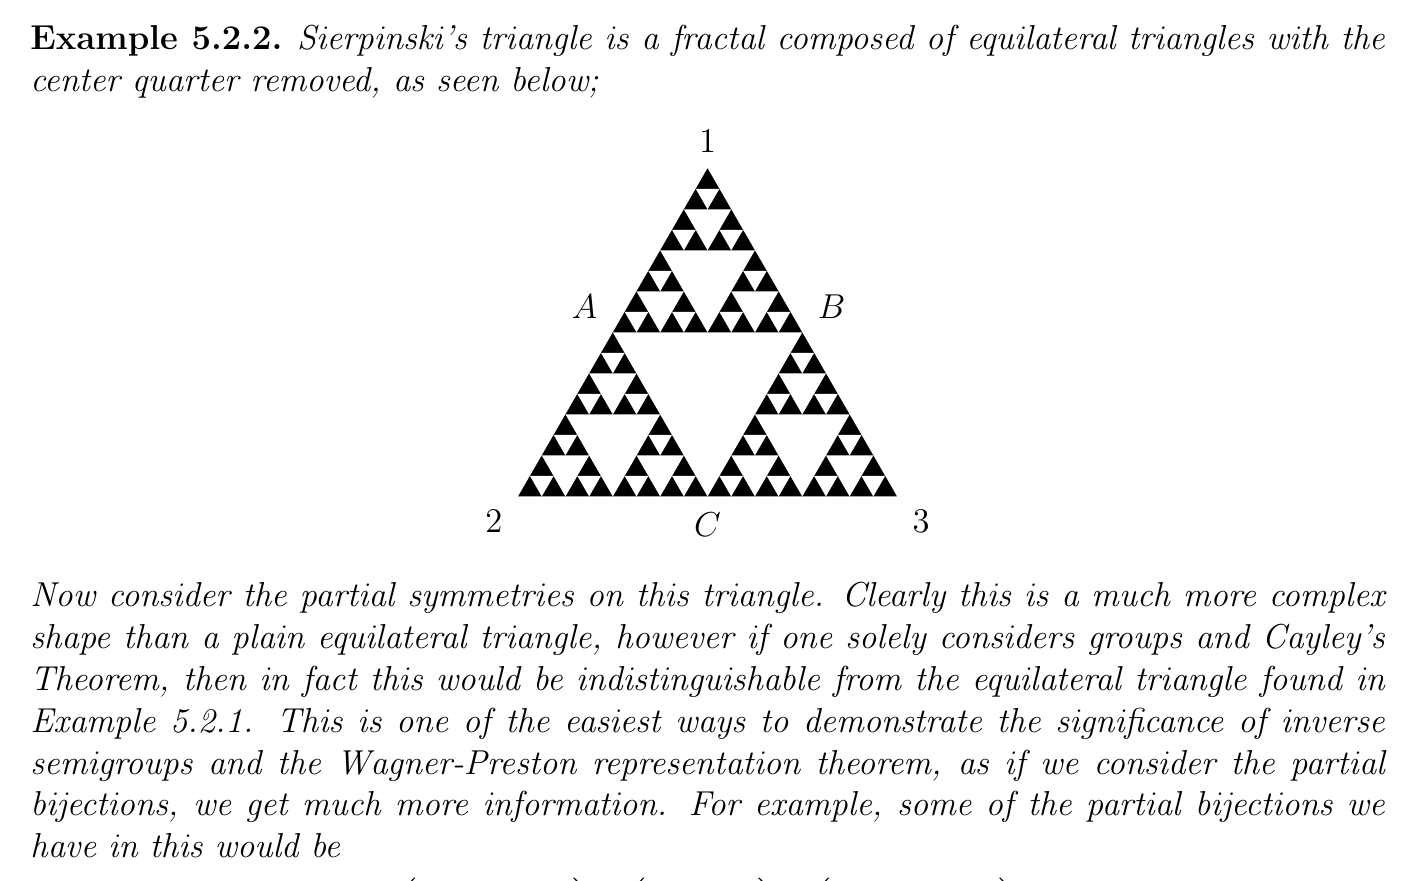 Example 5.2.2. Sierpinski's triangle is a fractal composed of equilateral triangles with the
center quarter removed, as seen below;
1
A B
2 C 3
Now consider the partial symmetries on this triangle. Clearly this is a much more complex
shape than a plain equilateral triangle, however if one solely considers groups and Cayley's
Theorem, then in fact this would be indistinguishable from the equilateral triangle found in
Example 5.2.1. This is one of the easiest ways to demonstrate the significance of inverse
semigroups and the Wagner-Preston representation theorem, as if we consider the partial
bijections, we get much more information. For example, some of the partial bijections we
have in this would be